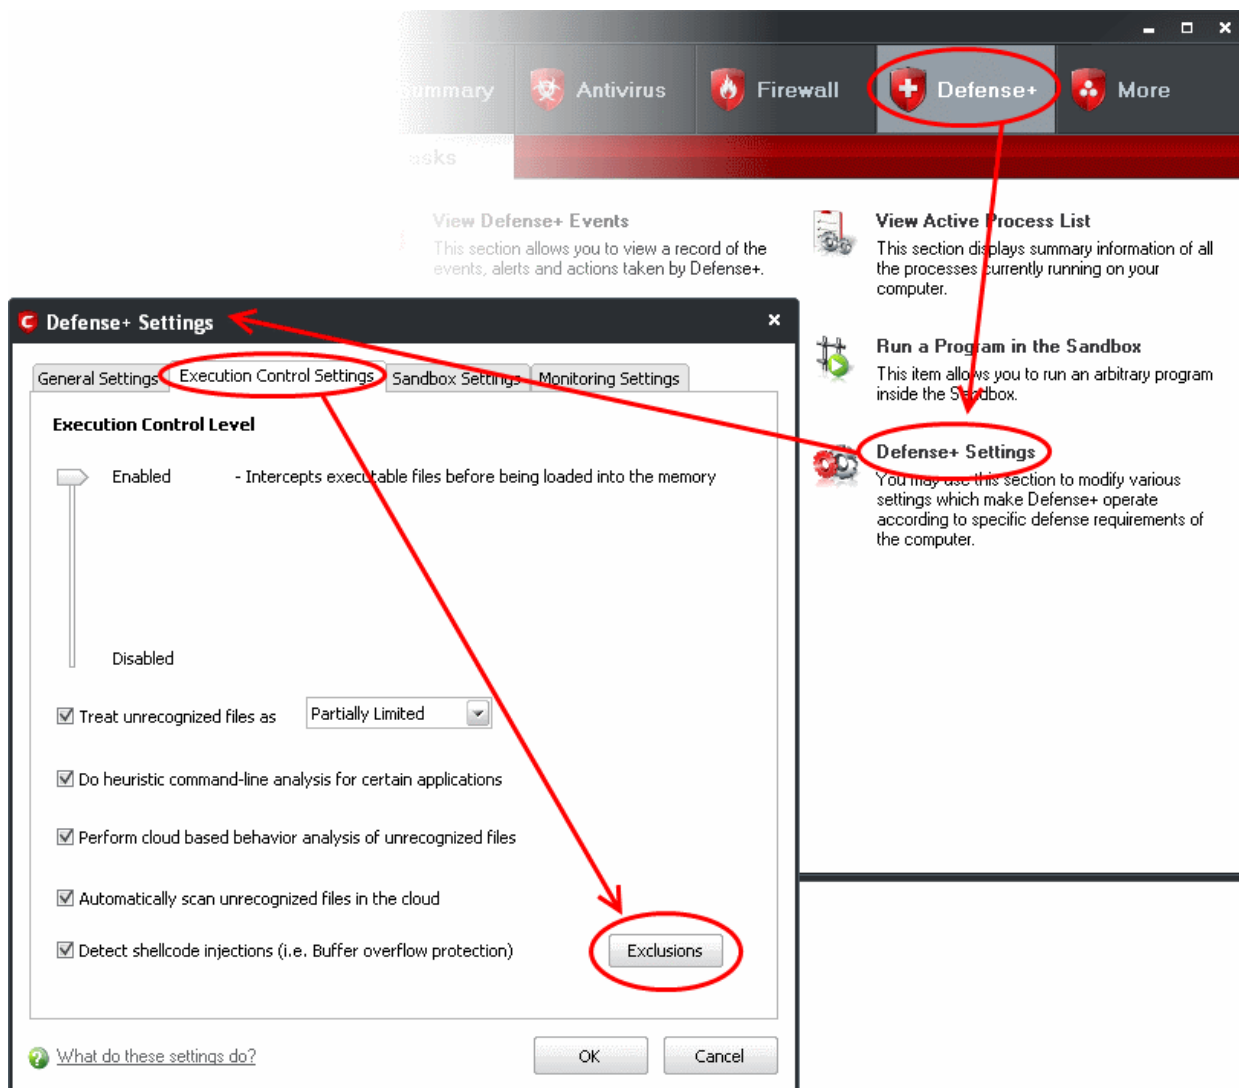 ummary
Antivirus
Firewall
Defense+
More
asks
View Defense+ Events
This section allows you to view a record of the
events, alerts and actions taken by Defense+.
View Active Process List
This section displays summary information of all
the processes currently running on your
computer.
Run a Program in the Sandbox
This item allows you to run an arbitrary program
inside the Sandbox.
Defense+ Settings
You may use this section to modify various
settings which make Defense+ operate
according to specific defense requirements of
the computer.
Defense+ Settings
General Settings
Execution Control Settings
Sandbox Settings
Monitoring Settings
Execution Control Level
Enabled - Intercepts executable files before being loaded into the memory
Disabled
Treat unrecognized files as Partially Limited
Do heuristic command-line analysis for certain applications
Perform cloud based behavior analysis of unrecognized files
Automatically scan unrecognized files in the cloud
Detect shellcode injections (i.e. Buffer overflow protection) Exclusions
What do these settings do?
OK
Cancel